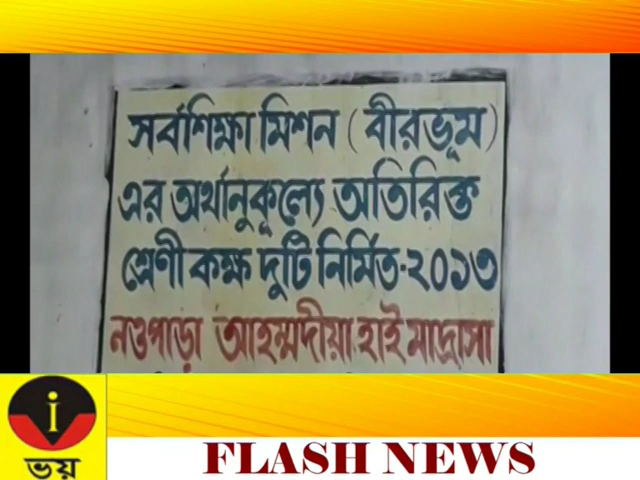 সর্বশিক্ষা মিশন ( বীরভূম )
এর অর্থানুকূল্যে অতিরিক্ত
শ্রেণী কক্ষ দুটি নির্মিত-২০১৩
নওপাড়া আহম্মদীয়া হাই মাদ্রাসা
i
ভয়
FLASH NEWS